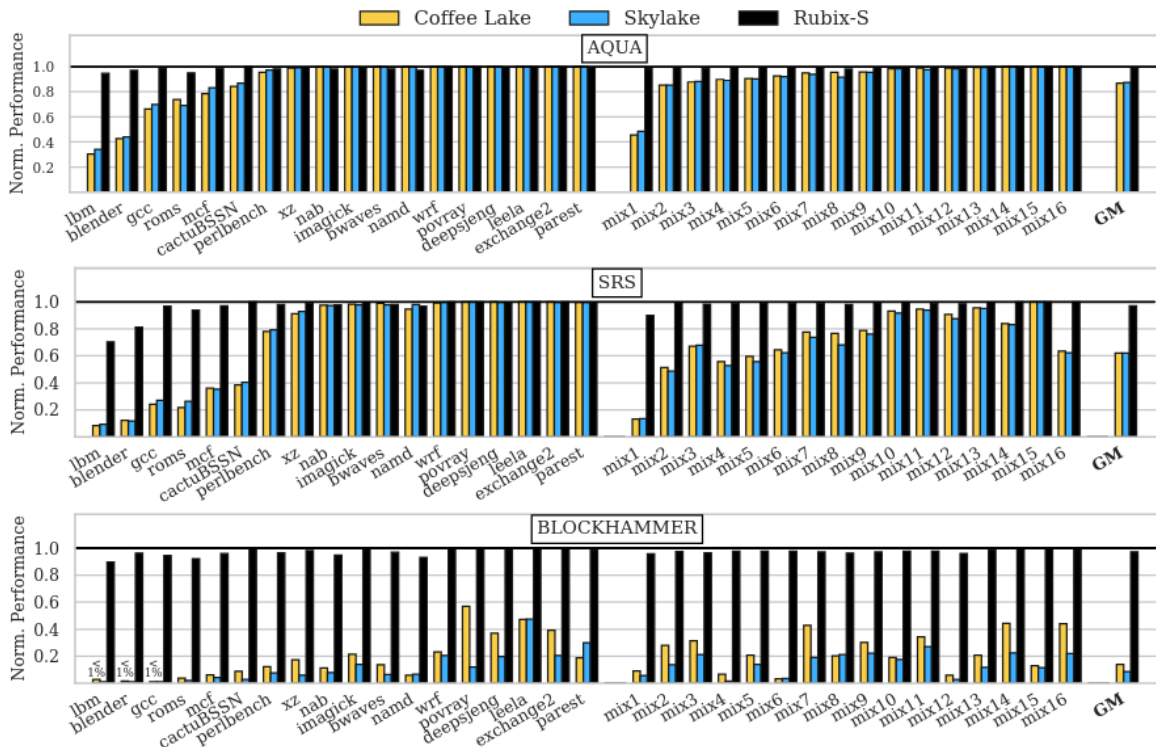 Coffee Lake Skylake Rubix-S
AQUA
Norm. Performance
1.0
0.8
0.6
0.4
0.2
lbm blender gcc roms mcf cactuBSSN perlbench xz nab imagick bwaves namd wrf povray deepsjeng leela exchange2 parest mix1 mix2 mix3 mix4 mix5 mix6 mix7 mix8 mix9 mix10 mix11 mix12 mix13 mix14 mix15 mix16 GM
SRS
Norm. Performance
1.0
0.8
0.6
0.4
0.2
lbm blender gcc roms mcf cactuBSSN perlbench xz nab imagick bwaves namd wrf povray deepsjeng leela exchange2 parest mix1 mix2 mix3 mix4 mix5 mix6 mix7 mix8 mix9 mix10 mix11 mix12 mix13 mix14 mix15 mix16 GM
BLOCKHAMMER
Norm. Performance
1.0
0.8
0.6
0.4
0.2
< < <
1% 1% 1%
lbm blender gcc roms mcf cactuBSSN perlbench xz nab imagick bwaves namd wrf povray deepsjeng leela exchange2 parest mix1 mix2 mix3 mix4 mix5 mix6 mix7 mix8 mix9 mix10 mix11 mix12 mix13 mix14 mix15 mix16 GM